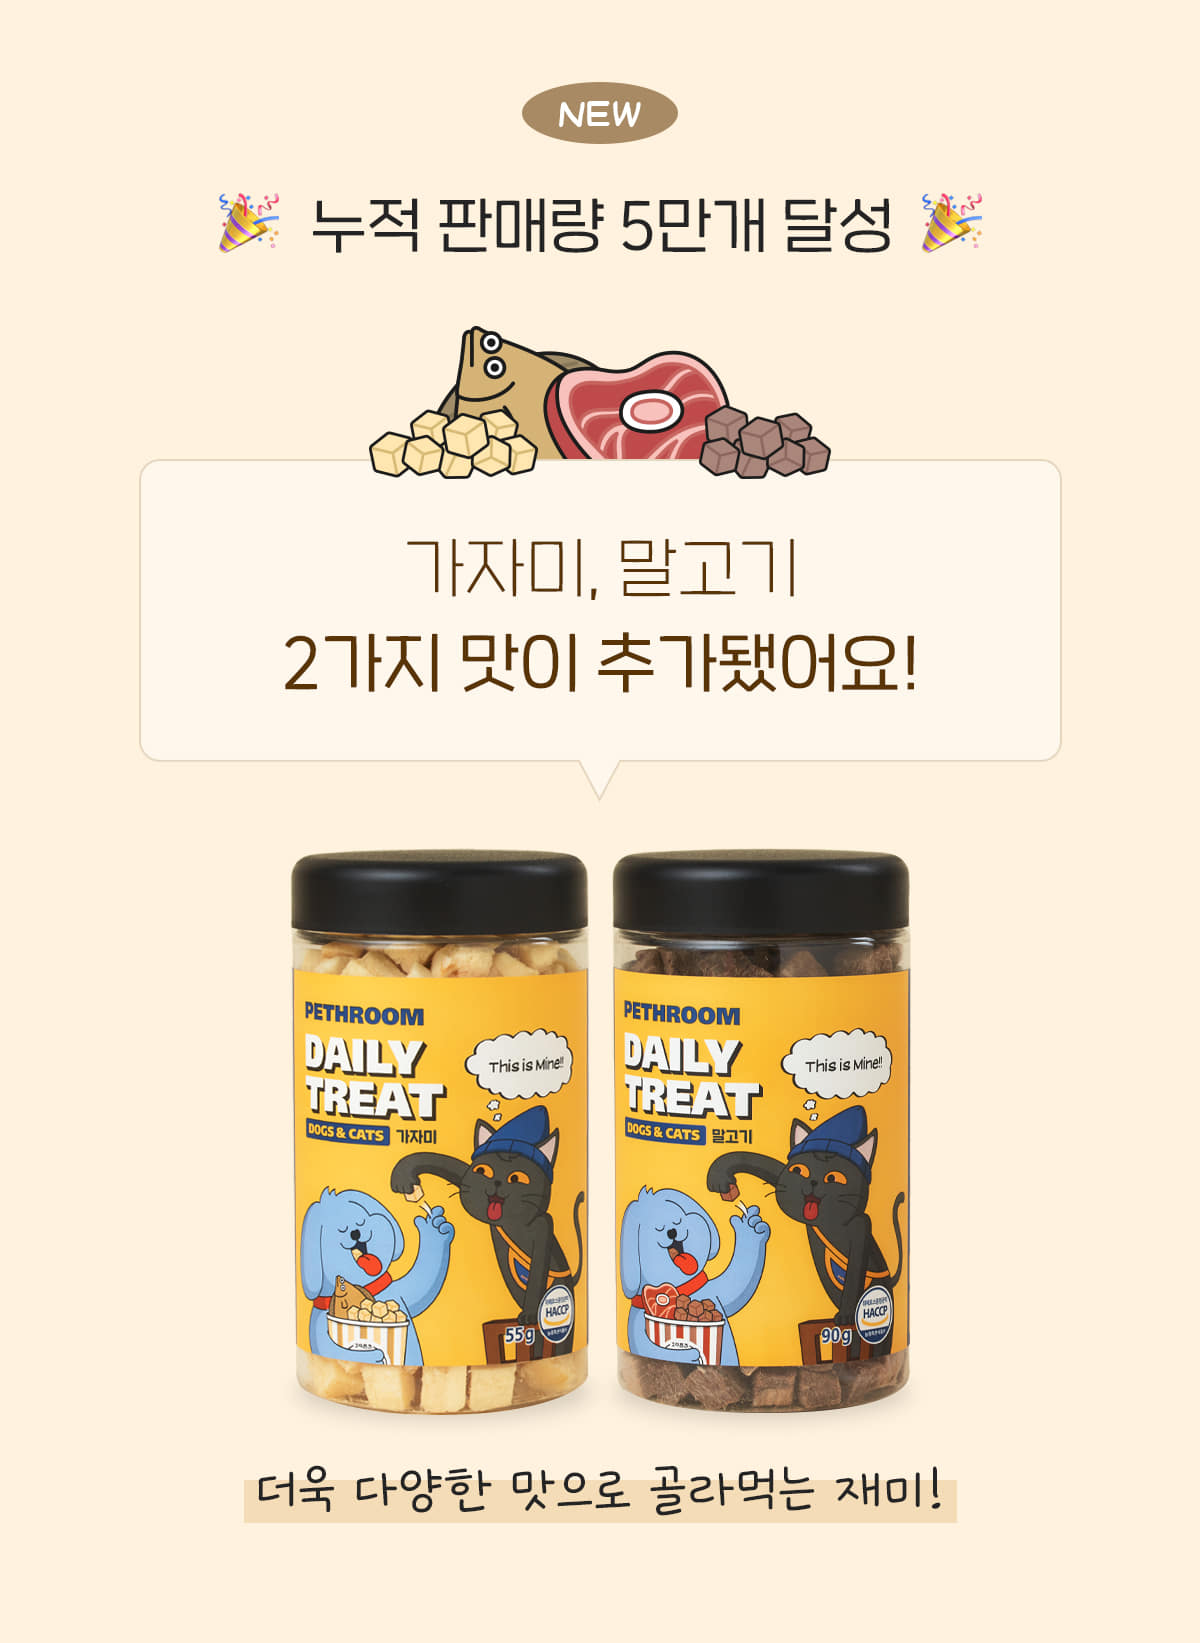 NEW
누적 판매량 5만개 달성
가자미, 말고기
2가지 맛이 추가됐어요!
PETHROOM
DAILY
TREAT
DOGS & CATS 가자미
This is Mine!!
HACCP
55g
PETHROOM
DAILY
TREAT
DOGS & CATS 말고기
This is Mine!!
HACCP
90g
더욱 다양한 맛으로 골라먹는 재미!